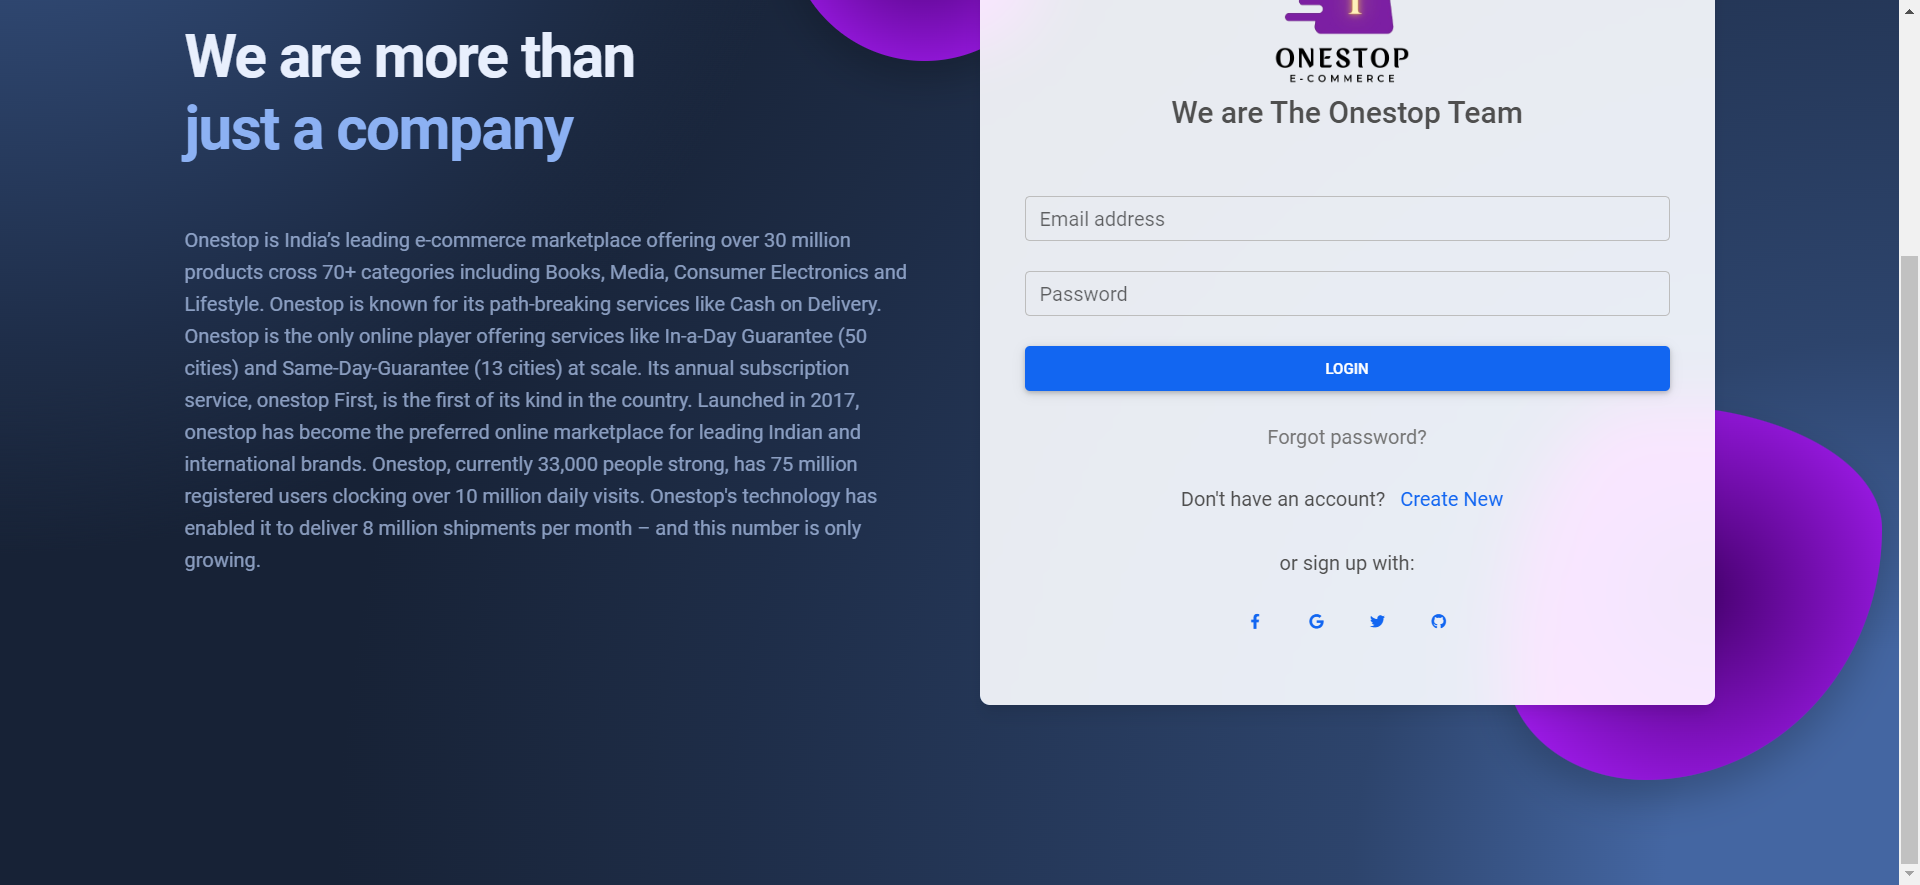 We are more than
just a company
Onestop is India’s leading e-commerce marketplace offering over 30 million
products cross 70+ categories including Books, Media, Consumer Electronics and
Lifestyle. Onestop is known for its path-breaking services like Cash on Delivery.
Onestop is the only online player offering services like In-a-Day Guarantee (50
cities) and Same-Day-Guarantee (13 cities) at scale. Its annual subscription
service, onestop First, is the first of its kind in the country. Launched in 2017,
onestop has become the preferred online marketplace for leading Indian and
international brands. Onestop, currently 33,000 people strong, has 75 million
registered users clocking over 10 million daily visits. Onestop's technology has
enabled it to deliver 8 million shipments per month – and this number is only
growing.
ONESTOP
E-COMMERCE
We are The Onestop Team
Email address
Password
LOGIN
Forgot password?
Don't have an account? Create New
or sign up with: